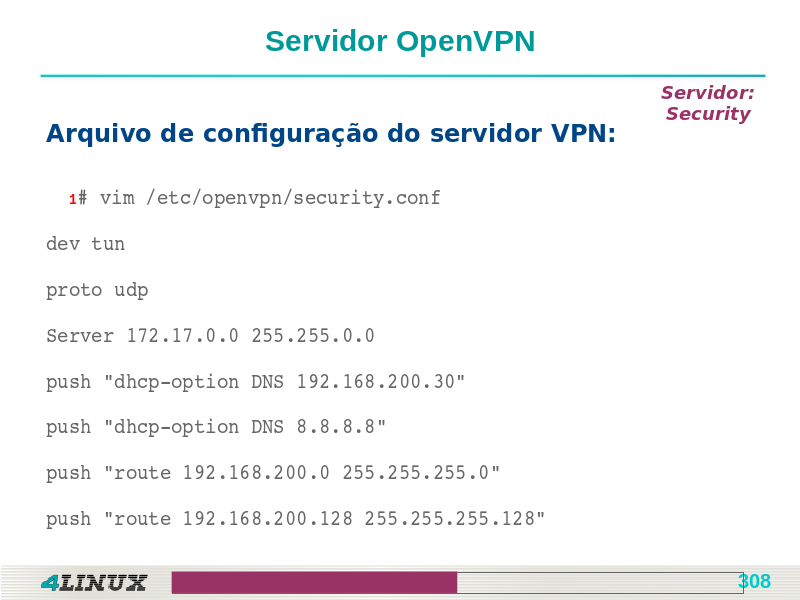 Servidor OpenVPN
Servidor:
Security
Arquivo de configuração do servidor VPN:
1# vim /etc/openvpn/security.conf
dev tun
proto udp
Server 172.17.0.0 255.255.0.0
push "dhcp-option DNS 192.168.200.30"
push "dhcp-option DNS 8.8.8.8"
push "route 192.168.200.0 255.255.255.0"
push "route 192.168.200.128 255.255.255.128"
4LINUX
308